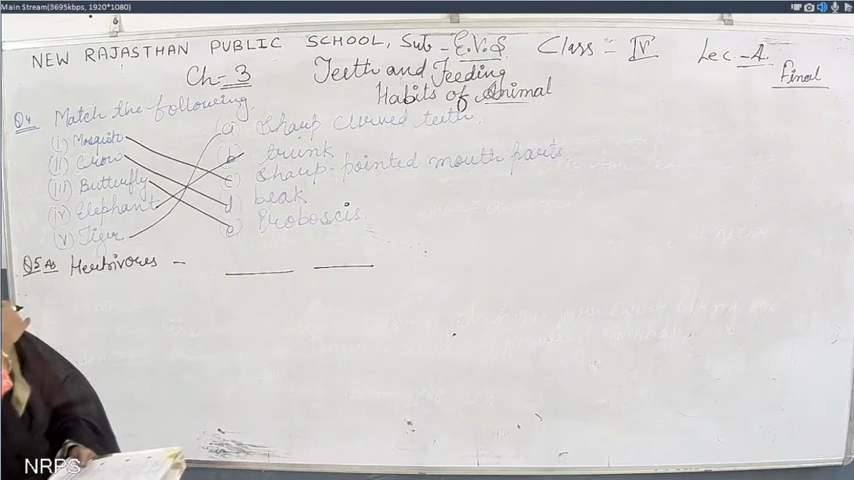 Main Stream(3695kbps, 1920*1080)
NEW RAJASTHAN PUBLIC SCHOOL, Sub - E.V.S Class = IV Lec - 4
Final
Ch - 3 Teeth and Feeding
Habits of Animal
Q4 Match the following.
(i) Mosquito (a) Sharp curved teeth.
(ii) Crow (b) trunk
(iii) Butterfly (c) Sharp-pointed mouth parts
(iv) Elephant (d) beak
(v) Tiger (e) Proboscis.
Q5 As Herbivores -
NRPS